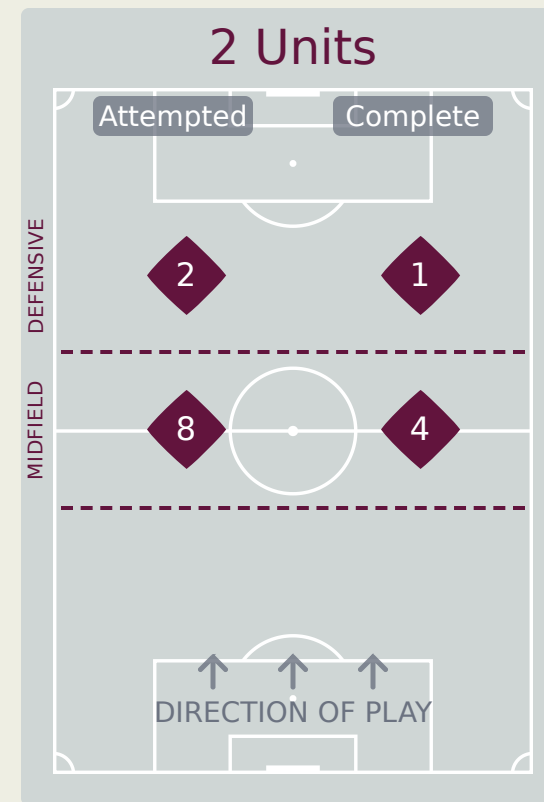 2 Units
Attempted Complete
DEFENSIVE
2 1
MIDFIELD
8 4
DIRECTION OF PLAY